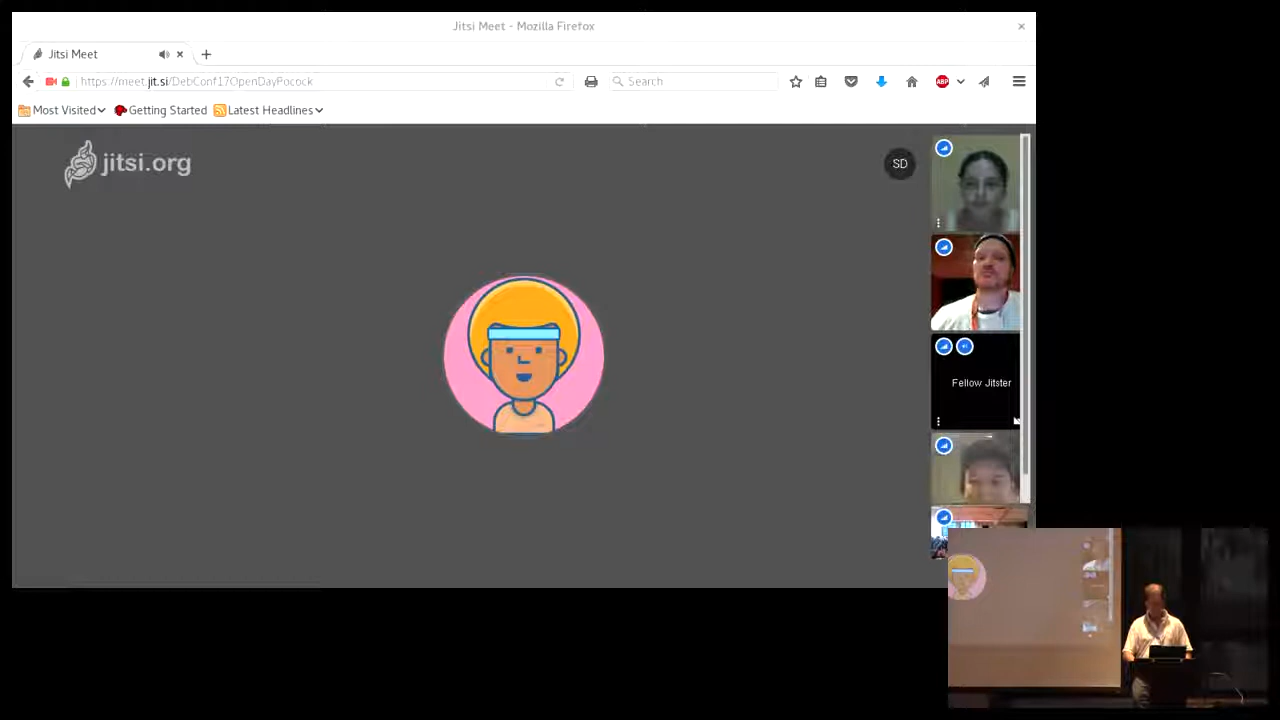 Jitsi Meet - Mozilla Firefox
Jitsi Meet
https://meet.jit.si/DebConf17OpenDayPocock
Search
ABP
Most Visited
Getting Started
Latest Headlines
jitsi.org
SD
Fellow Jitster